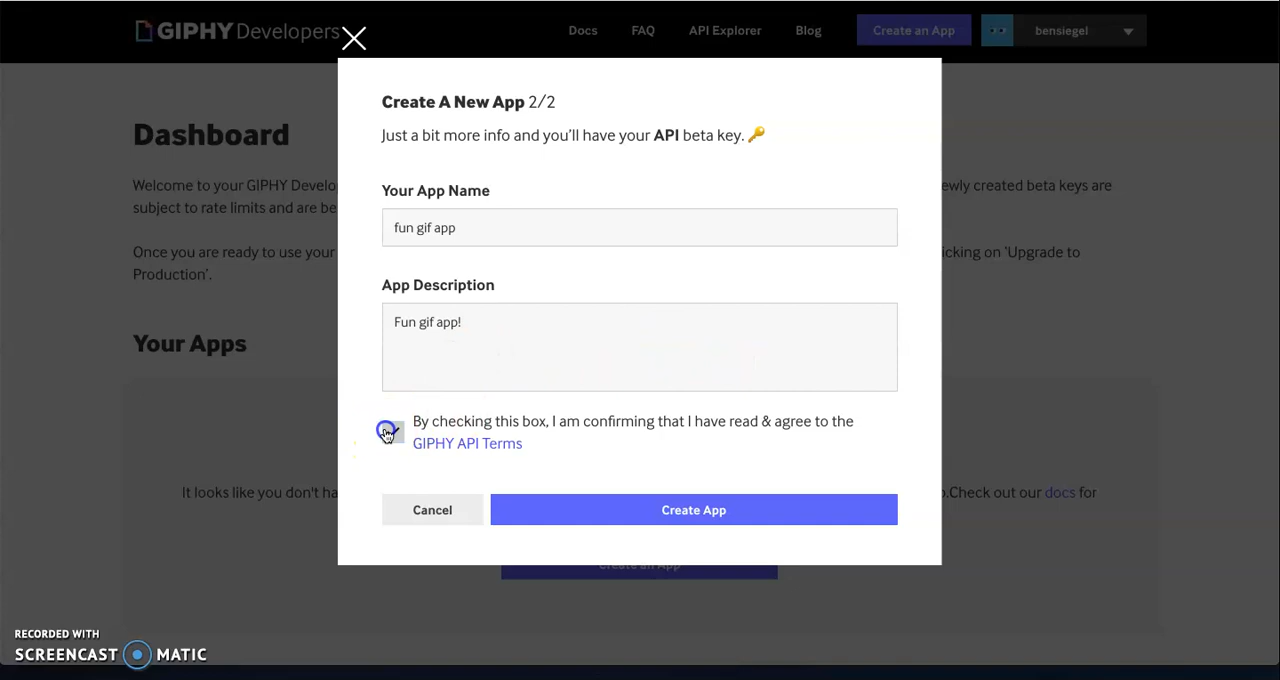 GIPHY Developers
Docs
FAQ
API Explorer
Blog
Create an App
bensiegel
Create A New App 2/2
Just a bit more info and you'll have your API beta key. 🔑
Dashboard
Welcome to your GIPHY Develo
ewly created beta keys are
subject to rate limits and are be
Your App Name
fun gif app
Once you are ready to use your
icking on 'Upgrade to
Production'.
App Description
Fun gif app!
Your Apps
By checking this box, I am confirming that I have read & agree to the
GIPHY API Terms
It looks like you don't ha
.Check out our docs for
Cancel
Create App
Create an App
RECORDED WITH
SCREENCAST MATIC